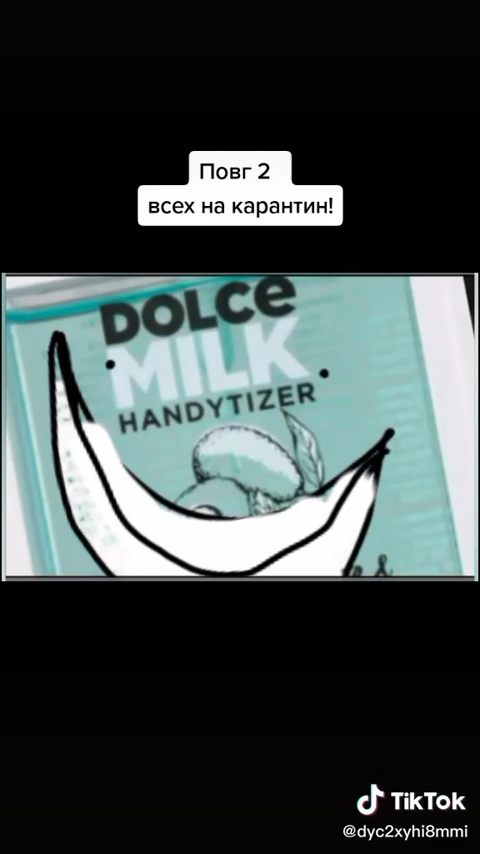 Повг 2
всех на карантин!
DOLCe
MILK
HANDYTIZER
TikTok
@dyc2xyhi8mmi